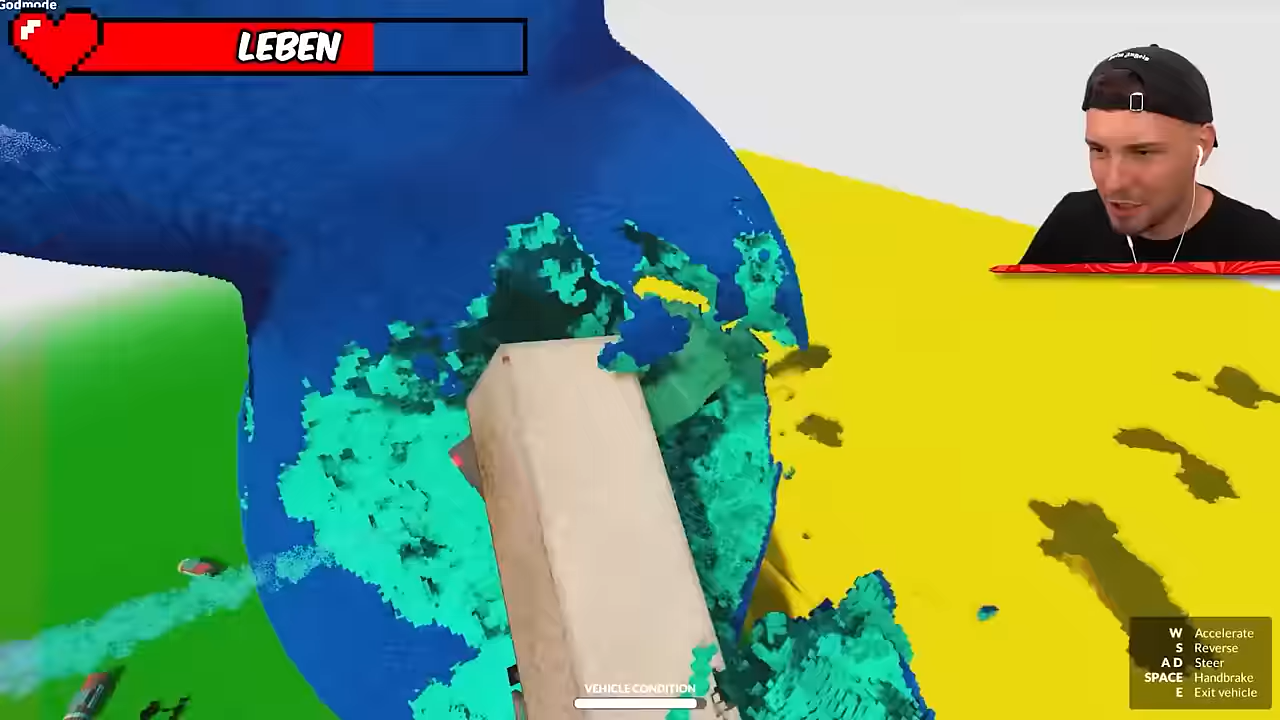 Godmode
LEBEN
VEHICLE CONDITION
W Accelerate
S Reverse
A D Steer
SPACE Handbrake
E Exit vehicle